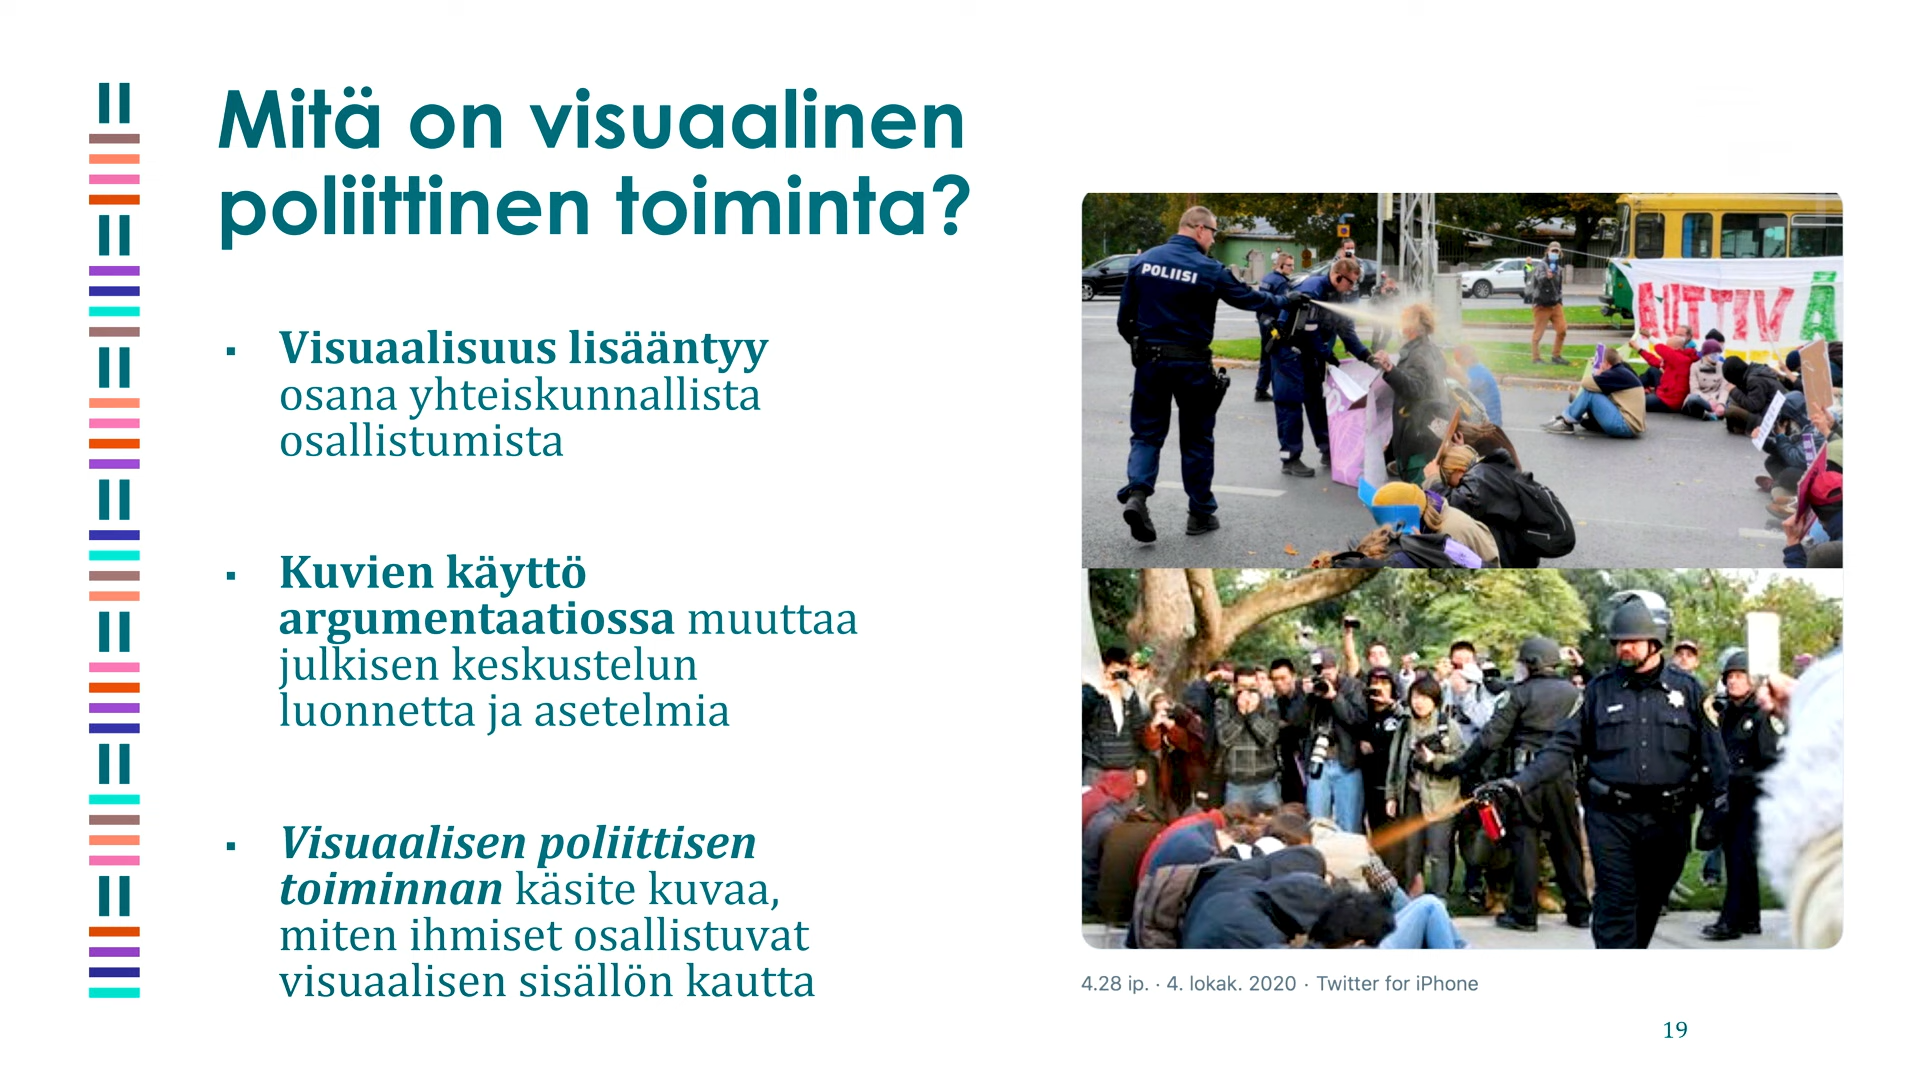 Mitä on visuaalinen
poliittinen toiminta?
▪ Visuaalisuus lisääntyy
osana yhteiskunnallista
osallistumista
▪ Kuvien käyttö
argumentaatiossa muuttaa
julkisen keskustelun
luonnetta ja asetelmia
▪ Visuaalisen poliittisen
toiminnan käsite kuvaa,
miten ihmiset osallistuvat
visuaalisen sisällön kautta
POLIISI
4.28 ip. · 4. lokak. 2020 · Twitter for iPhone
19